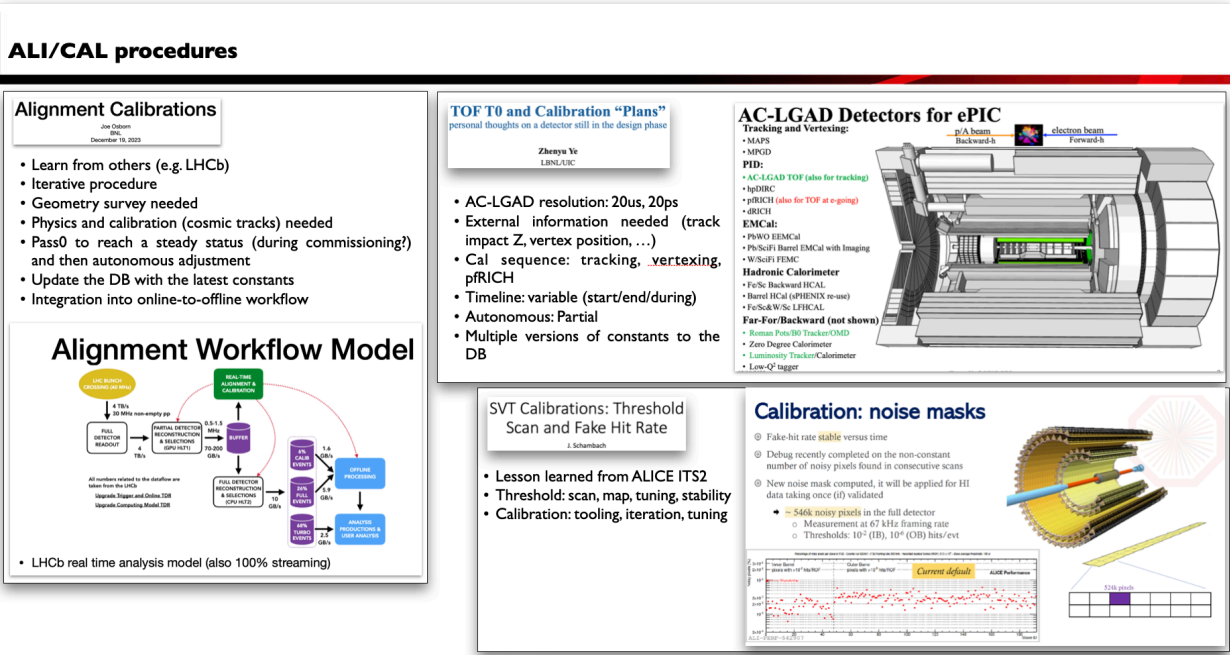 ALI/CAL procedures
Alignment Calibrations
Joe Osborn
BNL
December 19, 2023
• Learn from others (e.g. LHCb)
• Iterative procedure
• Geometry survey needed
• Physics and calibration (cosmic tracks) needed
• Pass0 to reach a steady status (during commissioning?)
and then autonomous adjustment
• Update the DB with the latest constants
• Integration into online-to-offline workflow
Alignment Workflow Model
LHC BUNCH
CROSSING (40 MHz)
4 TB/s
30 MHz non-empty pp
FULL
DETECTOR
READOUT
4
TB/s
PARTIAL DETECTOR
RECONSTRUCTION
& SELECTIONS
(GPU HLT1)
0.5-1.5
MHz
70-200
GB/s
REAL-TIME
ALIGNMENT &
CALIBRATION
BUFFER
FULL DETECTOR
RECONSTRUCTION
& SELECTIONS
(CPU HLT2)
10
GB/s
6%
CALIB
EVENTS
26%
FULL
EVENTS
68%
TURBO
EVENTS
1.6
GB/s
5.9
GB/s
2.5
GB/s
OFFLINE
PROCESSING
ANALYSIS
PRODUCTIONS &
USER ANALYSIS
All numbers related to the dataflow are
taken from the LHCb
Upgrade Trigger and Online TDR
Upgrade Computing Model TDR
• LHCb real time analysis model (also 100% streaming)
TOF T0 and Calibration “Plans”
personal thoughts on a detector still in the design phase
Zhenyu Ye
LBNL/UIC
• AC-LGAD resolution: 20us, 20ps
• External information needed (track
impact Z, vertex position, …)
• Cal sequence: tracking, vertexing,
pfRICH
• Timeline: variable (start/end/during)
• Autonomous: Partial
• Multiple versions of constants to the
DB
AC-LGAD Detectors for ePIC
Tracking and Vertexing:
• MAPS
• MPGD
PID:
• AC-LGAD TOF (also for tracking)
• hpDIRC
• pfRICH (also for TOF at e-going)
• dRICH
EMCal:
• PbWO EEMCal
• Pb/SciFi Barrel EMCal with Imaging
• W/SciFi FEMC
Hadronic Calorimeter
• Fe/Sc Backward HCAL
• Barrel HCal (sPHENIX re-use)
• Fe/Sc&W/Sc LFHCAL
Far-For/Backward (not shown)
• Roman Pots/B0 Tracker/OMD
• Zero Degree Calorimeter
• Luminosity Tracker/Calorimeter
• Low-Q² tagger
p/A beam
Backward-h
electron beam
Forward-h
SVT Calibrations: Threshold
Scan and Fake Hit Rate
J. Schambach
• Lesson learned from ALICE ITS2
• Threshold: scan, map, tuning, stability
• Calibration: tooling, iteration, tuning
Calibration: noise masks
Fake-hit rate stable versus time
Debug recently completed on the non-constant
number of noisy pixels found in consecutive scans
New noise mask computed, it will be applied for HI
data taking once (if) validated
~ 546k noisy pixels in the full detector
Measurement at 67 kHz framing rate
Thresholds: 10⁻² (IB), 10⁻⁶ (OB) hits/evt
Inner Barrel
Outer Barrel
Current default
ALICE Performance
524k pixels